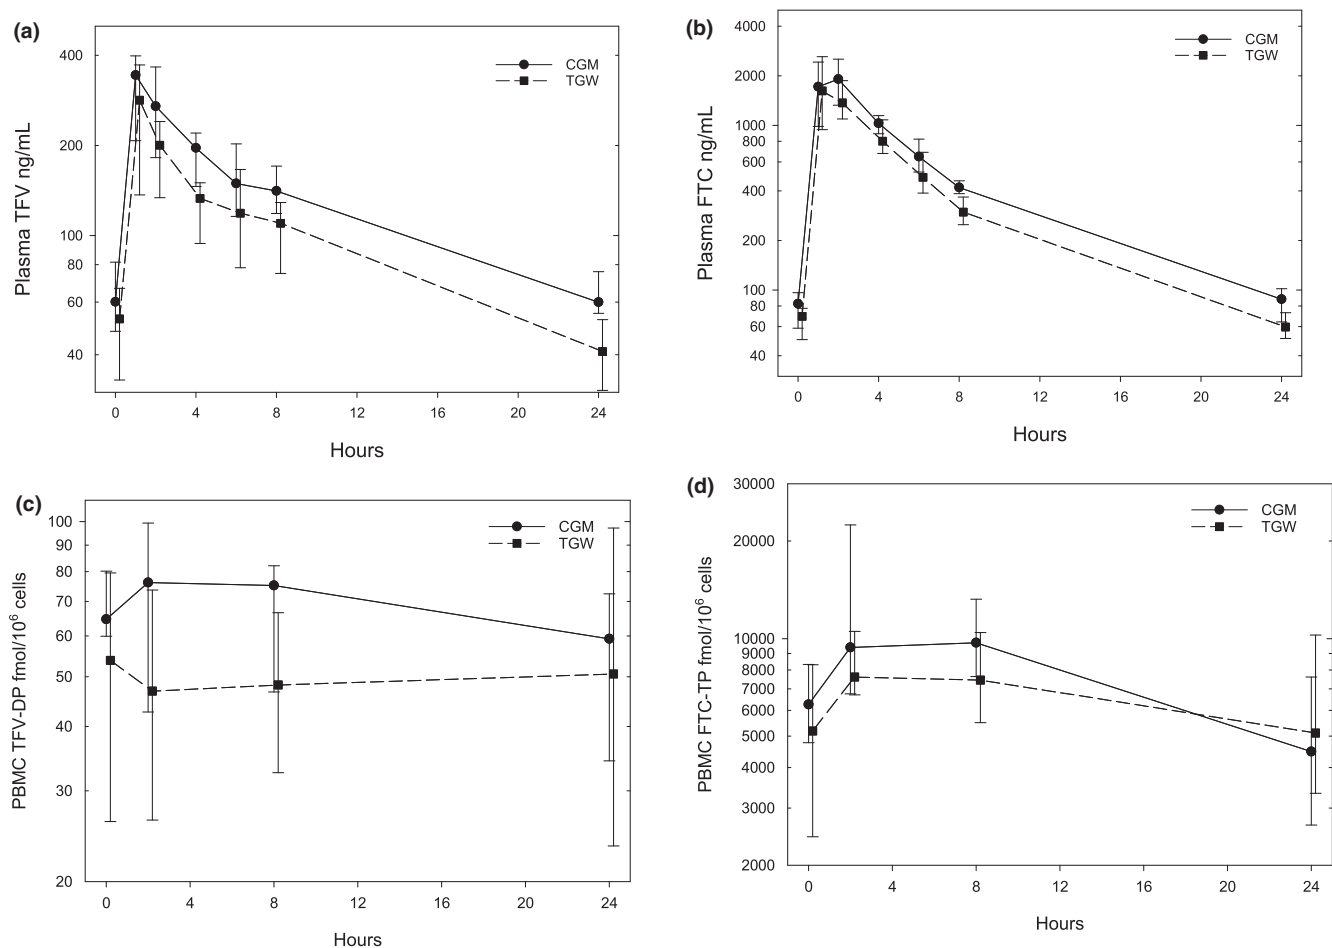 (a)
Plasma TFV ng/mL
400
200
100
80
60
40
CGM
TGW
0 4 8 12 16 20 24
Hours
(b)
Plasma FTC ng/mL
4000
2000
1000
800
600
400
200
100
80
60
40
CGM
TGW
0 4 8 12 16 20 24
Hours
(c)
PBMC TFV-DP fmol/10⁶ cells
100
90
80
70
60
50
40
30
20
CGM
TGW
0 4 8 12 16 20 24
Hours
(d)
PBMC FTC-TP fmol/10⁶ cells
30000
20000
10000
9000
8000
7000
6000
5000
4000
3000
2000
CGM
TGW
0 4 8 12 16 20 24
Hours